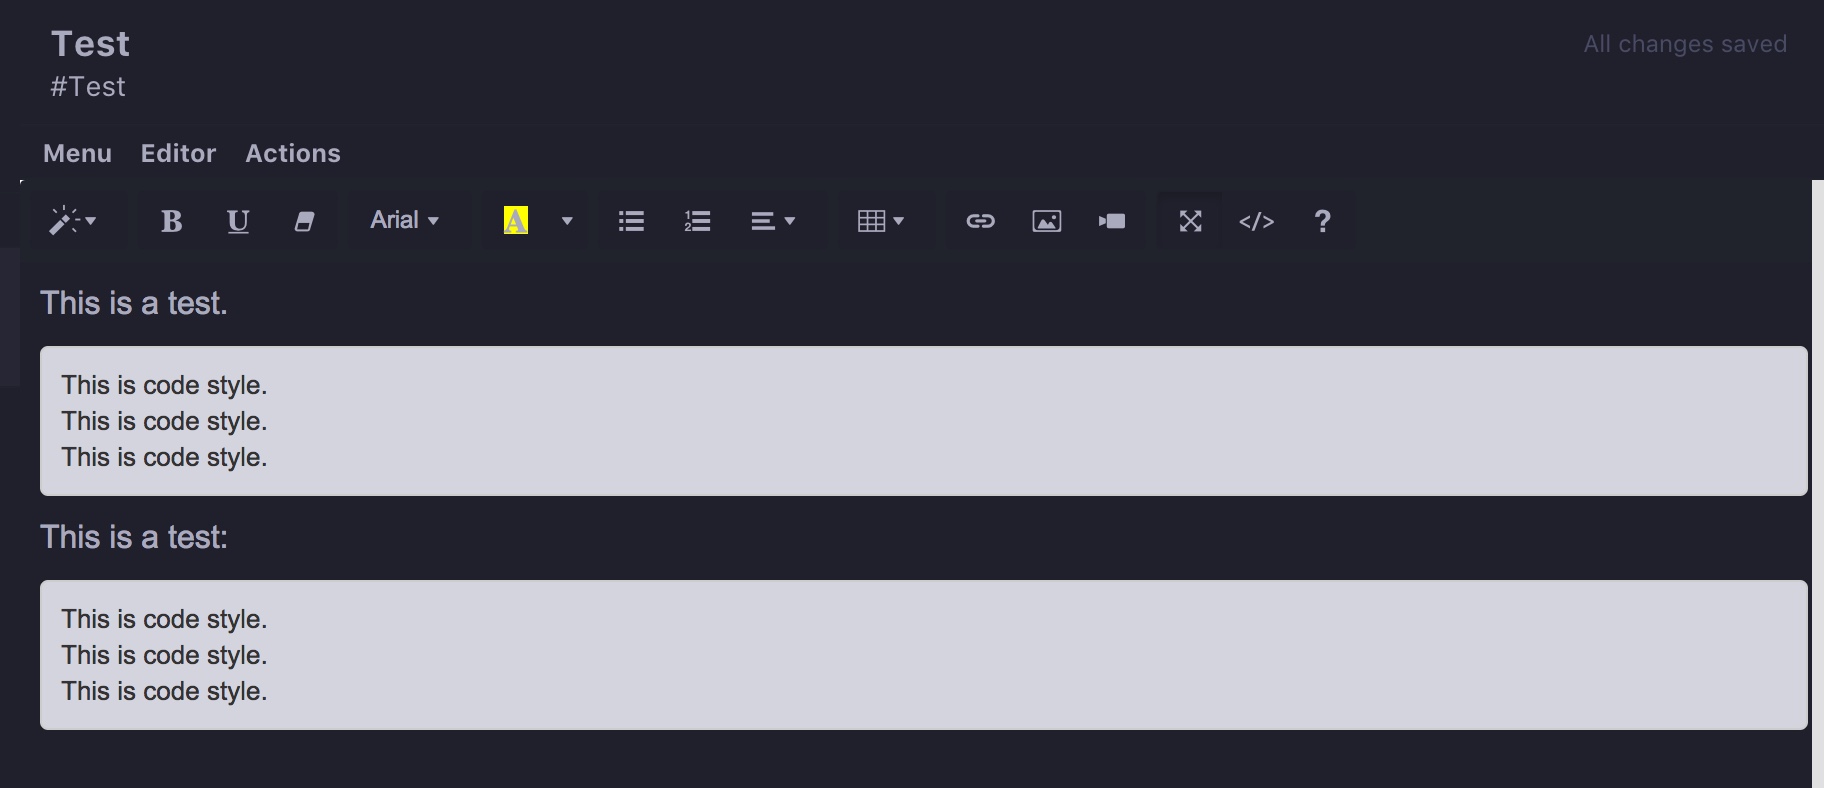 Test
All changes saved
#Test
Menu Editor Actions
B U Arial A </> ?
This is a test.
This is code style.
This is code style.
This is code style.
This is a test:
This is code style.
This is code style.
This is code style.